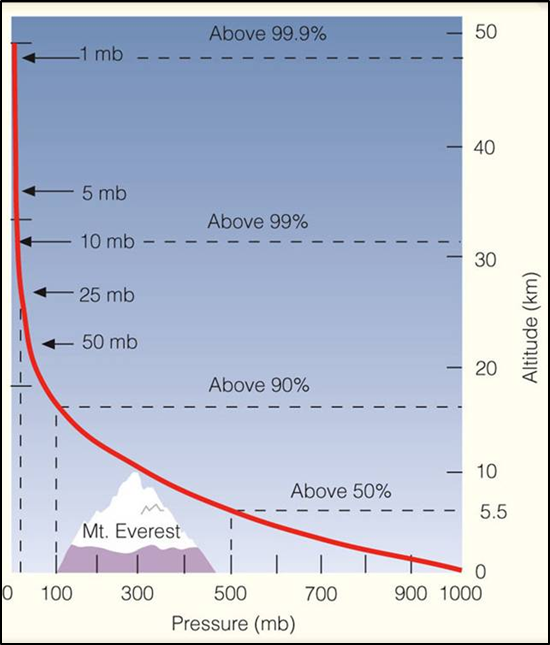 Above 99.9%
50
1 mb
40
5 mb
Above 99%
10 mb
30
25 mb
50 mb
Above 90%
20
10
Above 50%
5.5
Mt. Everest
0
0 100 300 500 700 900 1000
Pressure (mb)
Altitude (km)